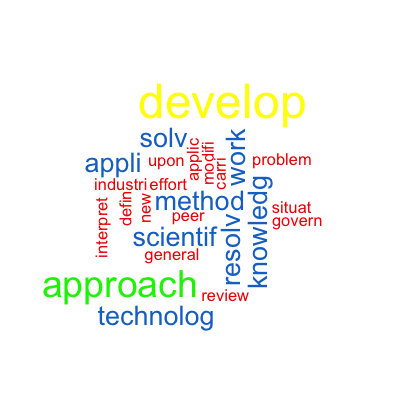 develop
solv
applic
modifi
carri
work
appli
upon
problem
industri
effort
knowledg
interpret
defin
new
method
peer
situat
govern
scientif
resolv
general
approach
review
technolog